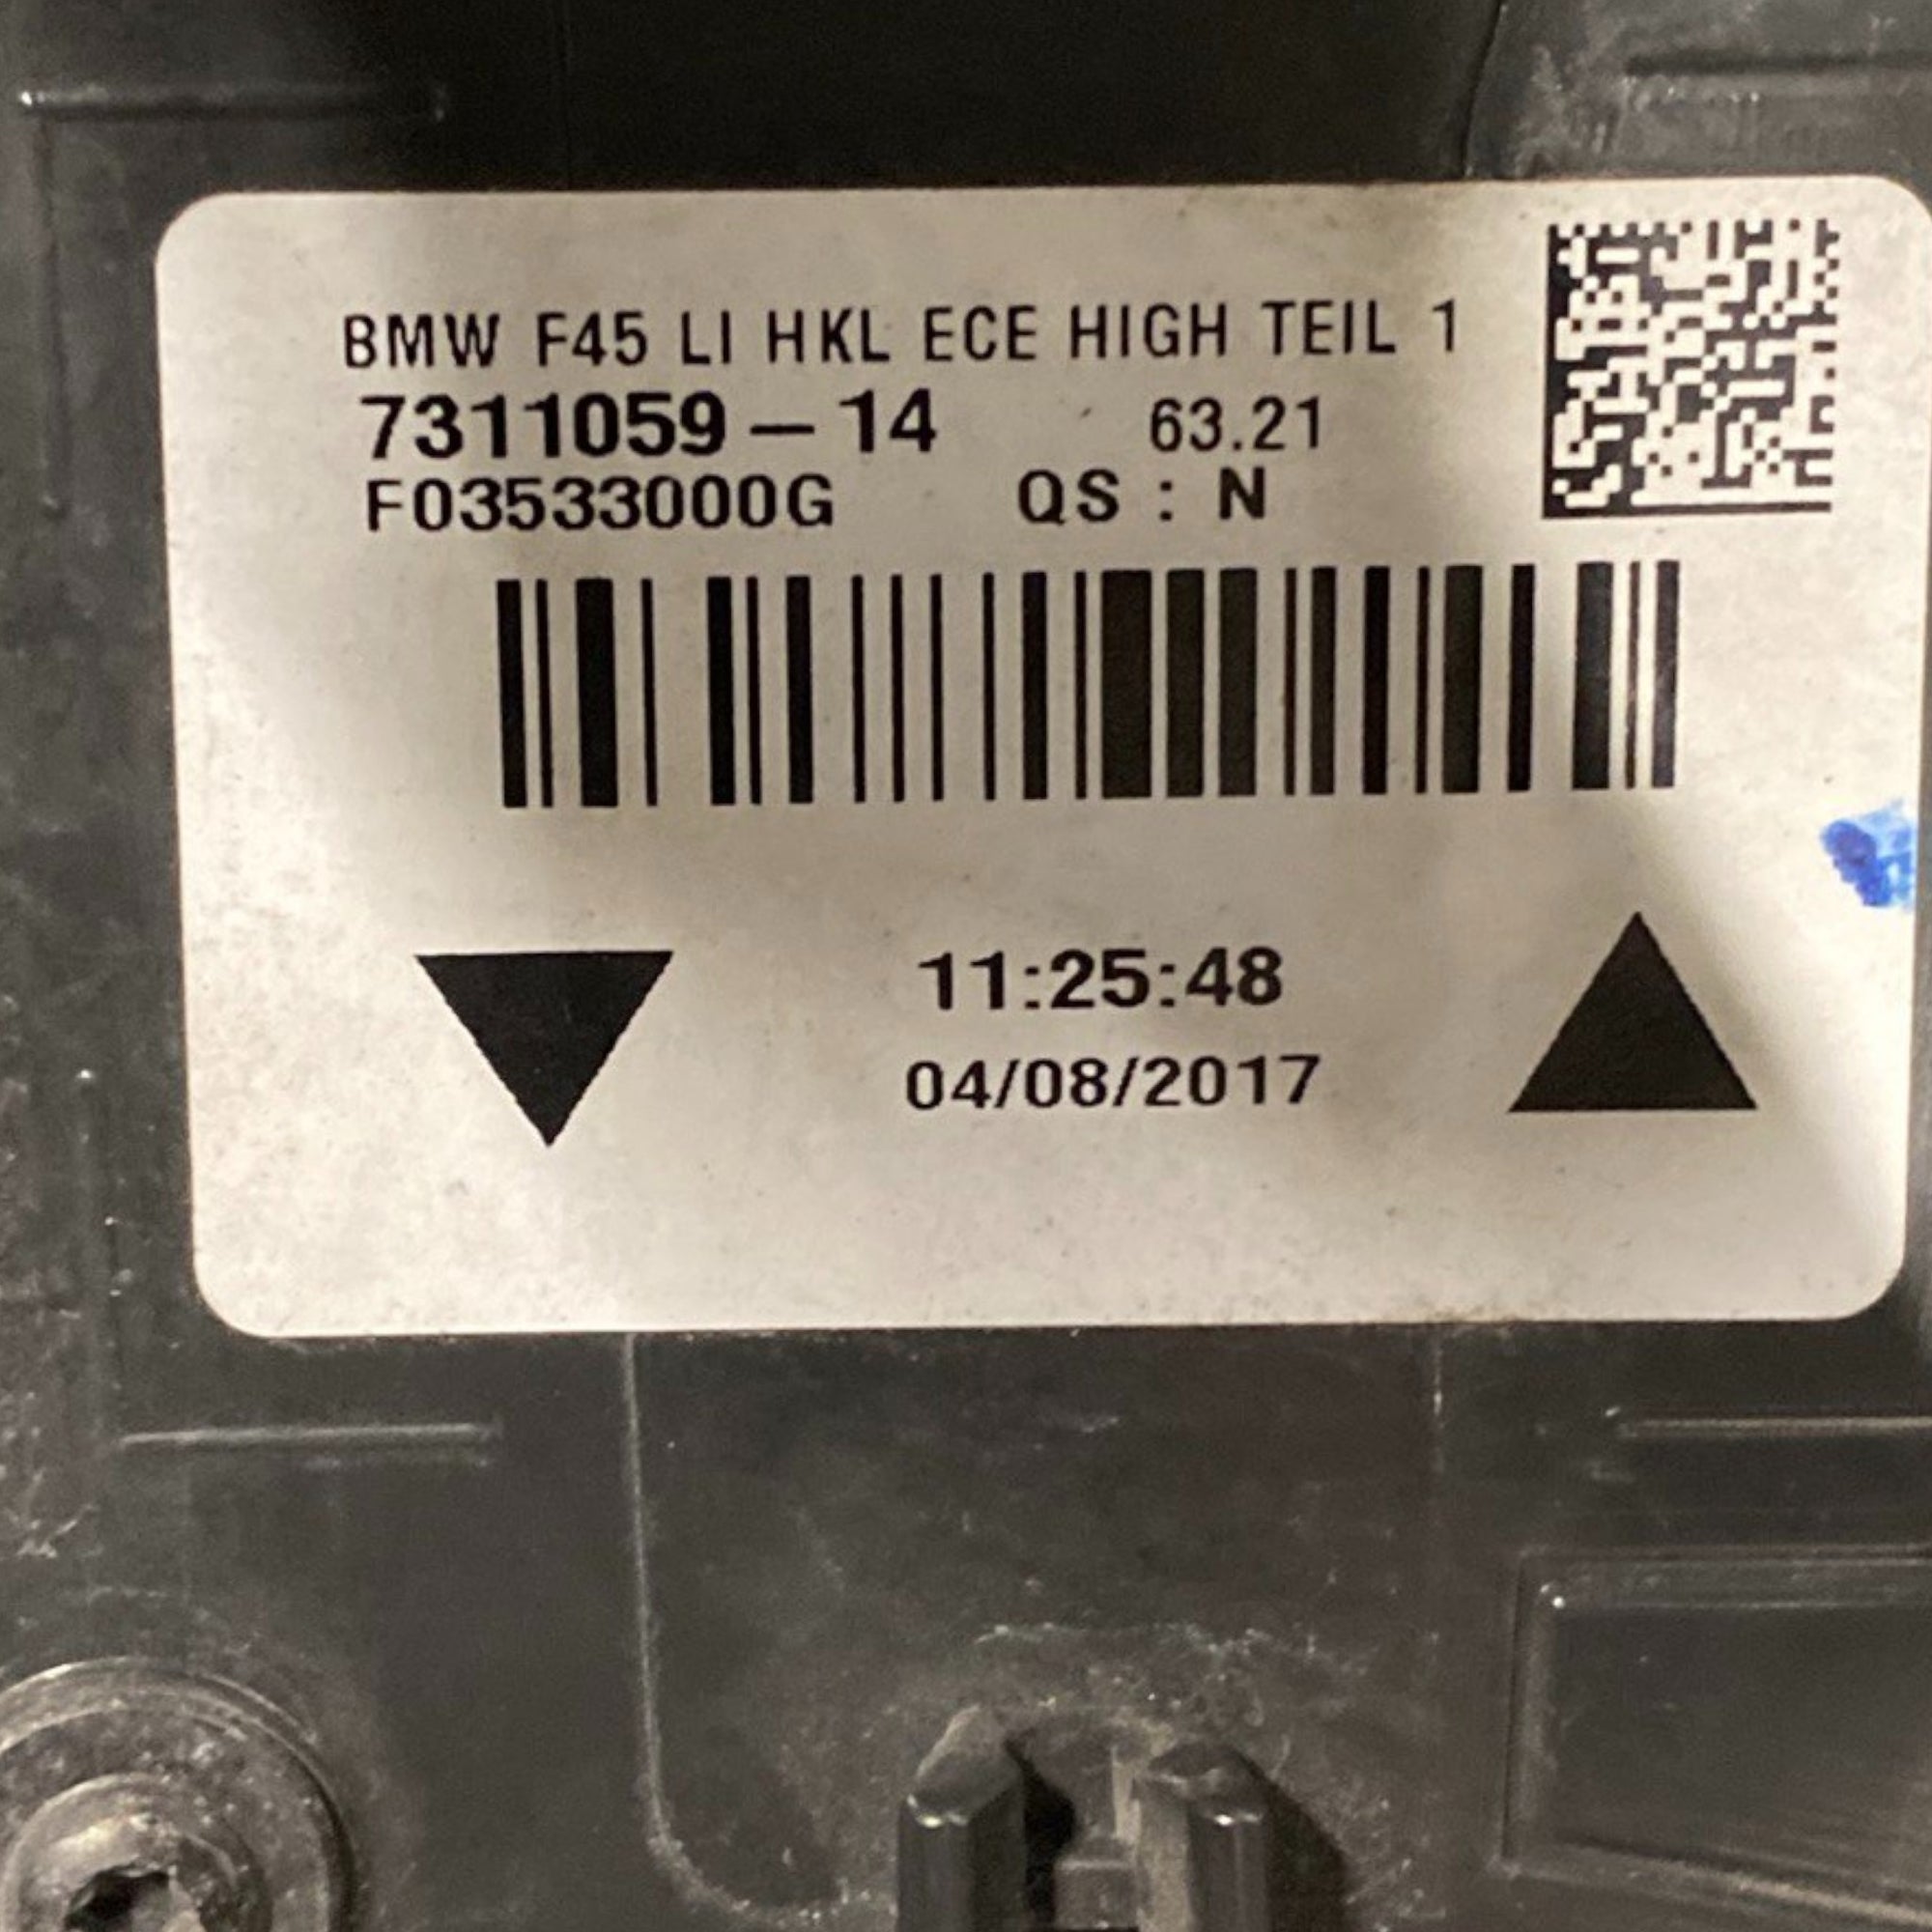 BMW F45 LI HKL ECE HIGH TEIL 1
7311059-14 63.21
F03533000G QS : N
11:25:48
04/08/2017